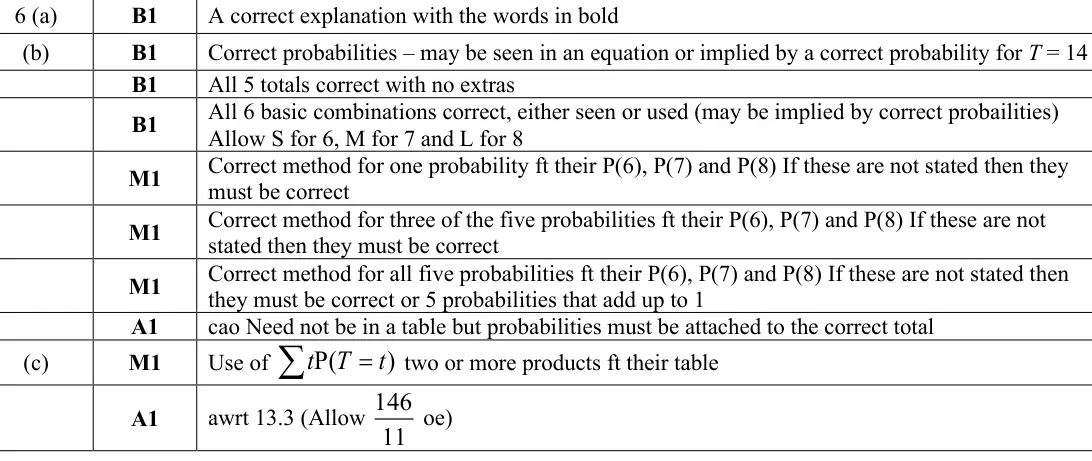 6 (a) B1 A correct explanation with the words in bold
(b) B1 Correct probabilities – may be seen in an equation or implied by a correct probability for T = 14
B1 All 5 totals correct with no extras
B1 All 6 basic combinations correct, either seen or used (may be implied by correct probailities)
Allow S for 6, M for 7 and L for 8
M1 Correct method for one probability ft their P(6), P(7) and P(8) If these are not stated then they
must be correct
M1 Correct method for three of the five probabilities ft their P(6), P(7) and P(8) If these are not
stated then they must be correct
M1 Correct method for all five probabilities ft their P(6), P(7) and P(8) If these are not stated then
they must be correct or 5 probabilities that add up to 1
A1 cao Need not be in a table but probabilities must be attached to the correct total
(c) M1 Use of ∑tP(T = t) two or more products ft their table
A1 awrt 13.3 (Allow 146/11 oe)